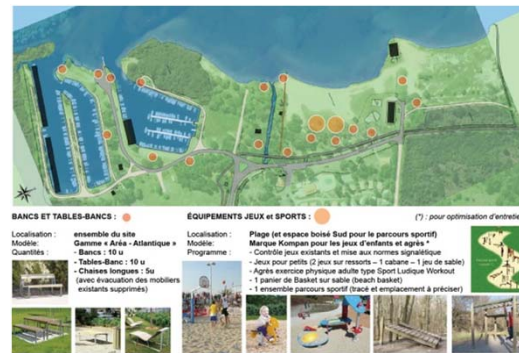 BANCS ET TABLES-BANCS :
Localisation : ensemble du site
Modèle: Gamme « Aréa - Atlantique »
Quantités : - Bancs : 10 u
- Tables-Banc : 10 u
- Chaises longues : 5u
(avec évacuation des mobiliers
existants supprimés)
ÉQUIPEMENTS JEUX et SPORTS :
(*) : pour optimisation d'entretie
Localisation : Plage (et espace boisé Sud pour le parcours sportif)
Modèle: Marque Kompan pour les jeux d'enfants et agrès *
Programme : - Contrôle jeux existants et mise aux normes signalétique
- Jeux pour petits (2 jeux sur ressorts – 1 cabane – 1 jeu de sable)
- Agrès exercice physique adulte type Sport Ludique Workout
- 1 panier de Basket sur sable (beach basket)
- 1 ensemble parcours sportif (tracé et emplacement à préciser)